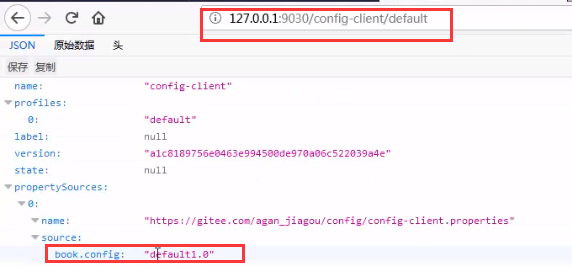 127.0.0.1:9030/config-client/default
JSON 原始数据 头
保存 复制
name: "config-client"
profiles:
0: "default"
label: null
version: "a1c8189756e0463e994500de970a06c522039a4e"
state: null
propertySources:
0:
name: "https://gitee.com/agan_jiagou/config/config-client.properties"
source:
book.config: "default1.0"